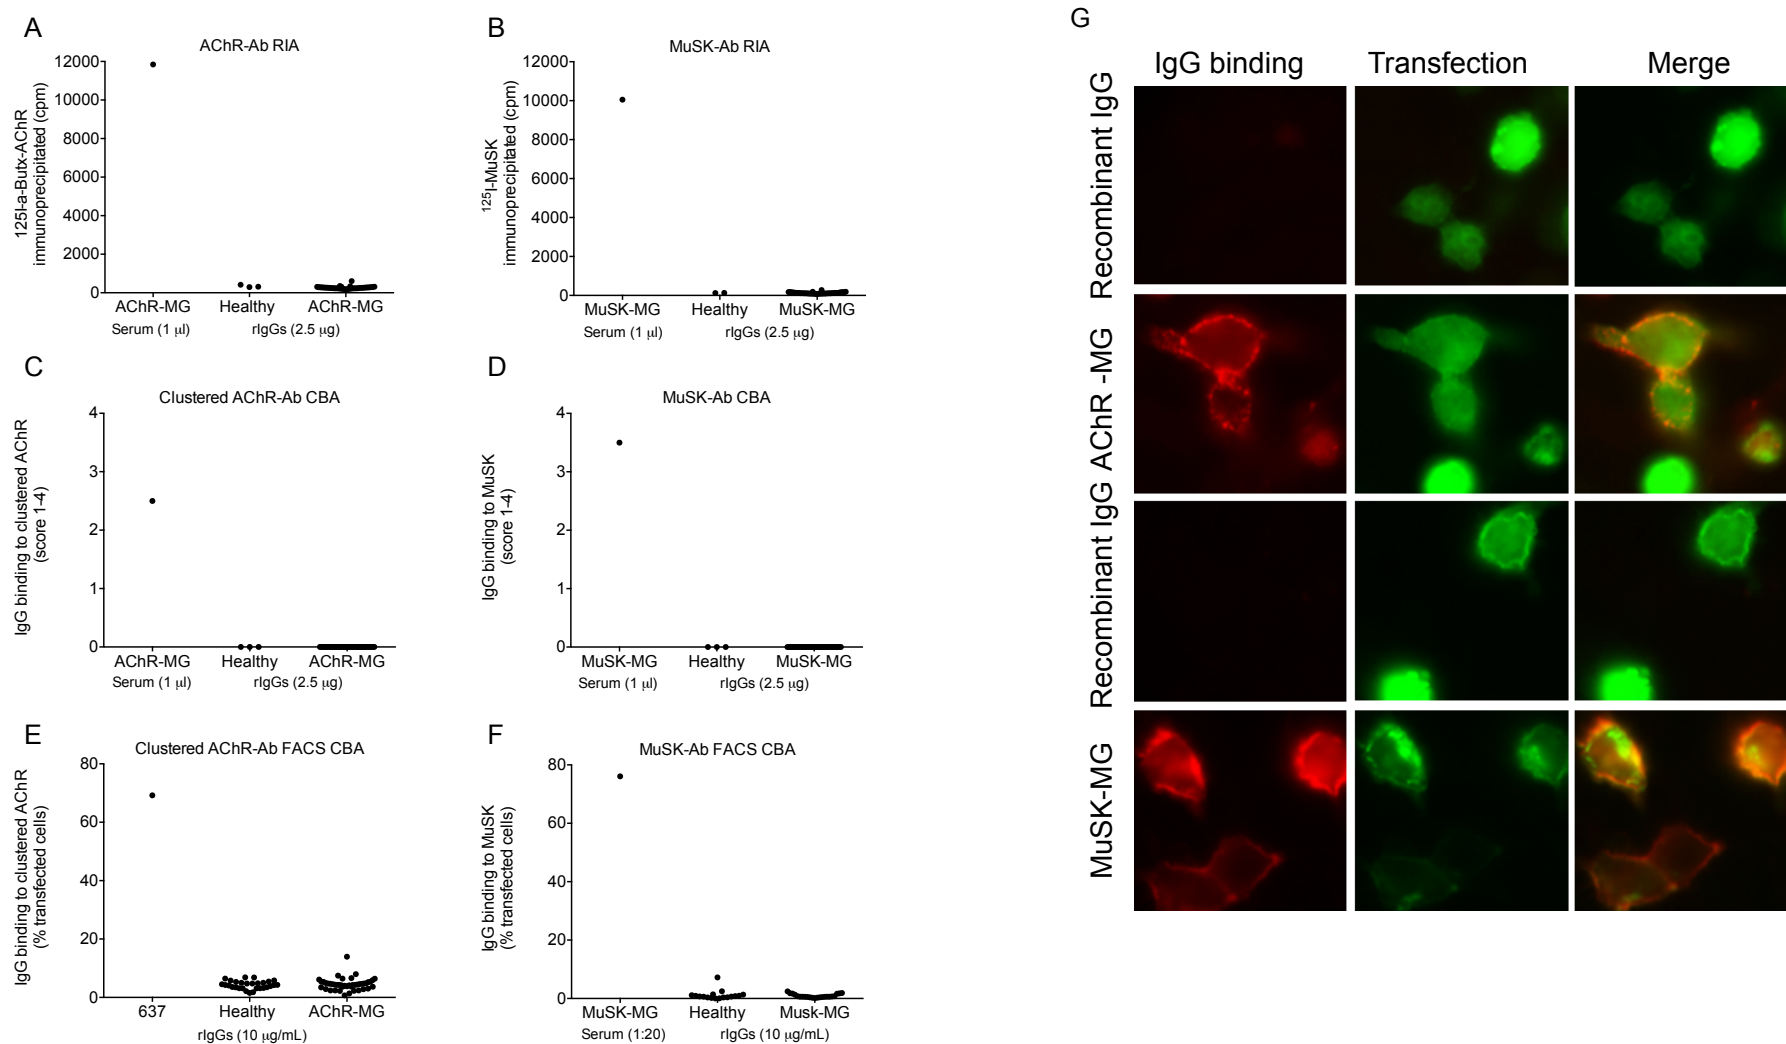 A
AChR-Ab RIA
125I-a-Butx-AChR
immunoprecipitated (cpm)
12000
10000
8000
6000
4000
2000
0
AChR-MG
Healthy
AChR-MG
Serum (1 µl)
rIgGs (2.5 µg)
B
MuSK-Ab RIA
125I-MuSK
immunoprecipitated (cpm)
12000
10000
8000
6000
4000
2000
0
MuSK-MG
Healthy
MuSK-MG
Serum (1 µl)
rIgGs (2.5 µg)
C
Clustered AChR-Ab CBA
IgG binding to clustered AChR
(score 1-4)
4
3
2
1
0
AChR-MG
Healthy
AChR-MG
Serum (1 µl)
rIgGs (2.5 µg)
D
MuSK-Ab CBA
IgG binding to MuSK
(score 1-4)
4
3
2
1
0
MuSK-MG
Healthy
MuSK-MG
Serum (1 µl)
rIgGs (2.5 µg)
E
Clustered AChR-Ab FACS CBA
IgG binding to clustered AChR
(% transfected cells)
80
60
40
20
0
637
Healthy
AChR-MG
rIgGs (10 µg/mL)
F
MuSK-Ab FACS CBA
IgG binding to MuSK
(% transfected cells)
80
60
40
20
0
MuSK-MG
Healthy
Musk-MG
Serum (1:20)
rIgGs (10 µg/mL)
G
IgG binding
Transfection
Merge
Recombinant IgG
AChR -MG
Recombinant IgG
MuSK-MG